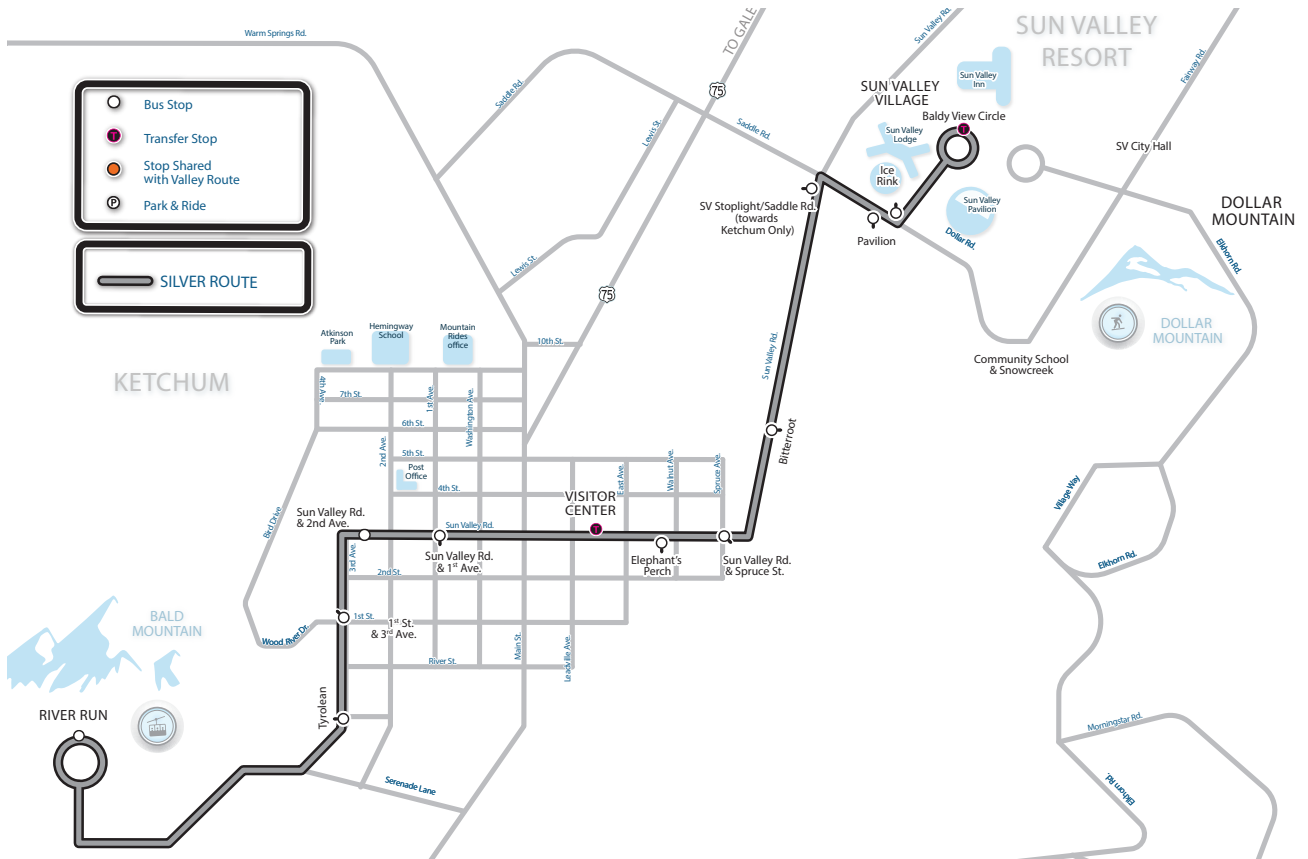 Warm Springs Rd.
TO GALE
Sun Valley Rd.
SUN VALLEY
RESORT
Fairway Rd.
75
Saddle Rd.
Lewis St.
Saddle Rd.
SUN VALLEY
VILLAGE
Sun Valley
Inn
Baldy View Circle
T
Sun Valley
Lodge
Ice
Rink
SV City Hall
Bus Stop
T
Transfer Stop
Stop Shared
with Valley Route
P
Park & Ride
SILVER ROUTE
SV Stoplight/Saddle Rd.
(towards
Ketchum Only)
Pavilion
Sun Valley
Pavilion
Dollar Rd.
DOLLAR
MOUNTAIN
Elkhorn Rd.
DOLLAR
MOUNTAIN
Community School
& Snowcreek
Lewis St.
75
10th St.
Sun Valley Rd.
Bitterroot
Atkinson
Park
Hemingway
School
Mountain
Rides
office
KETCHUM
4th Ave.
7th St.
1st Ave.
Washington Ave.
6th St.
2nd Ave.
5th St.
Post
Office
4th St.
East Ave.
Walnut Ave.
Spruce Ave.
VISITOR
CENTER
T
Bird Drive
Sun Valley Rd.
& 2nd Ave.
Sun Valley Rd.
Sun Valley Rd.
& 1st Ave.
Elephant's
Perch
Sun Valley Rd.
& Spruce St.
3rd Ave.
2nd St.
1st St.
1st St.
& 3rd Ave.
Wood River Dr.
River St.
Main St.
Leadville Ave.
Village Way
Elkhorn Rd.
BALD
MOUNTAIN
RIVER RUN
Tyrolean
Serenade Lane
Morningstar Rd.
Elkhorn Rd.